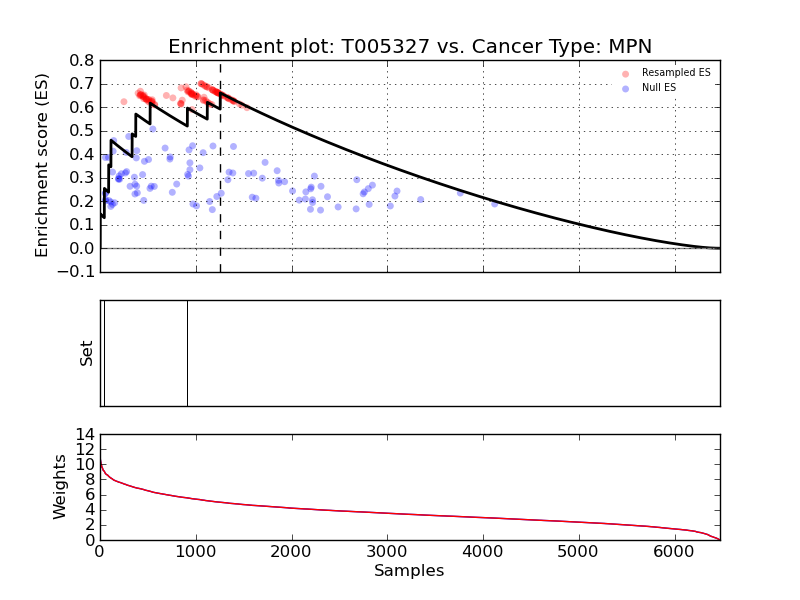 Enrichment plot: T005327 vs. Cancer Type: MPN
Enrichment score (ES)
0.8
0.7
0.6
0.5
0.4
0.3
0.2
0.1
0.0
−0.1
Resampled ES
Null ES
Set
Weights
14
12
10
8
6
4
2
0
0 1000 2000 3000 4000 5000 6000
Samples